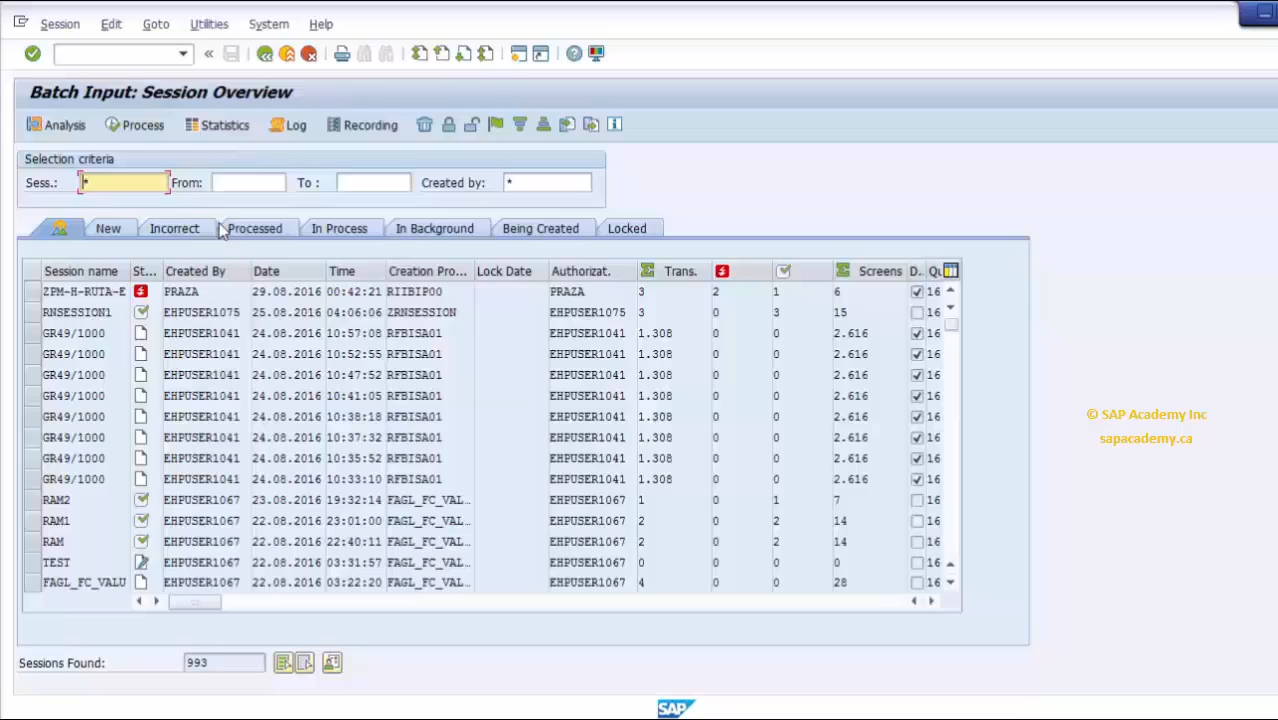 Session Edit Goto Utilities System Help
Batch Input: Session Overview
Analysis Process Statistics Log Recording
Selection criteria
Sess.: * From: To : Created by: *
New Incorrect Processed In Process In Background Being Created Locked
Session name St... Created By Date Time Creation Pro... Lock Date Authorizat. Trans. Screens D.. Qu
ZPM-H-RUTA-E PRAZA 29.08.2016 00:42:21 RIIBIP00 PRAZA 3 2 1 6 16
RNSESSION1 EHPUSER1075 25.08.2016 04:06:06 ZRNSESSION EHPUSER1075 3 0 3 15 16
GR49/1000 EHPUSER1041 24.08.2016 10:57:08 RFBISA01 EHPUSER1041 1.308 0 0 2.616 16
GR49/1000 EHPUSER1041 24.08.2016 10:52:55 RFBISA01 EHPUSER1041 1.308 0 0 2.616 16
GR49/1000 EHPUSER1041 24.08.2016 10:47:52 RFBISA01 EHPUSER1041 1.308 0 0 2.616 16
GR49/1000 EHPUSER1041 24.08.2016 10:41:05 RFBISA01 EHPUSER1041 1.308 0 0 2.616 16
GR49/1000 EHPUSER1041 24.08.2016 10:38:18 RFBISA01 EHPUSER1041 1.308 0 0 2.616 16
GR49/1000 EHPUSER1041 24.08.2016 10:37:32 RFBISA01 EHPUSER1041 1.308 0 0 2.616 16
GR49/1000 EHPUSER1041 24.08.2016 10:35:52 RFBISA01 EHPUSER1041 1.308 0 0 2.616 16
GR49/1000 EHPUSER1041 24.08.2016 10:33:10 RFBISA01 EHPUSER1041 1.308 0 0 2.616 16
RAM2 EHPUSER1067 23.08.2016 19:32:14 FAGL_FC_VAL... EHPUSER1067 1 0 1 7 16
RAM1 EHPUSER1067 22.08.2016 23:01:00 FAGL_FC_VAL... EHPUSER1067 2 0 2 14 16
RAM EHPUSER1067 22.08.2016 22:40:11 FAGL_FC_VAL... EHPUSER1067 2 0 2 14 16
TEST EHPUSER1067 22.08.2016 03:31:57 FAGL_FC_VAL... EHPUSER1067 0 0 0 0 16
FAGL_FC_VALU EHPUSER1067 22.08.2016 03:22:20 FAGL_FC_VAL... EHPUSER1067 4 0 0 28 16
© SAP Academy Inc
sapacademy.ca
Sessions Found: 993
SAP